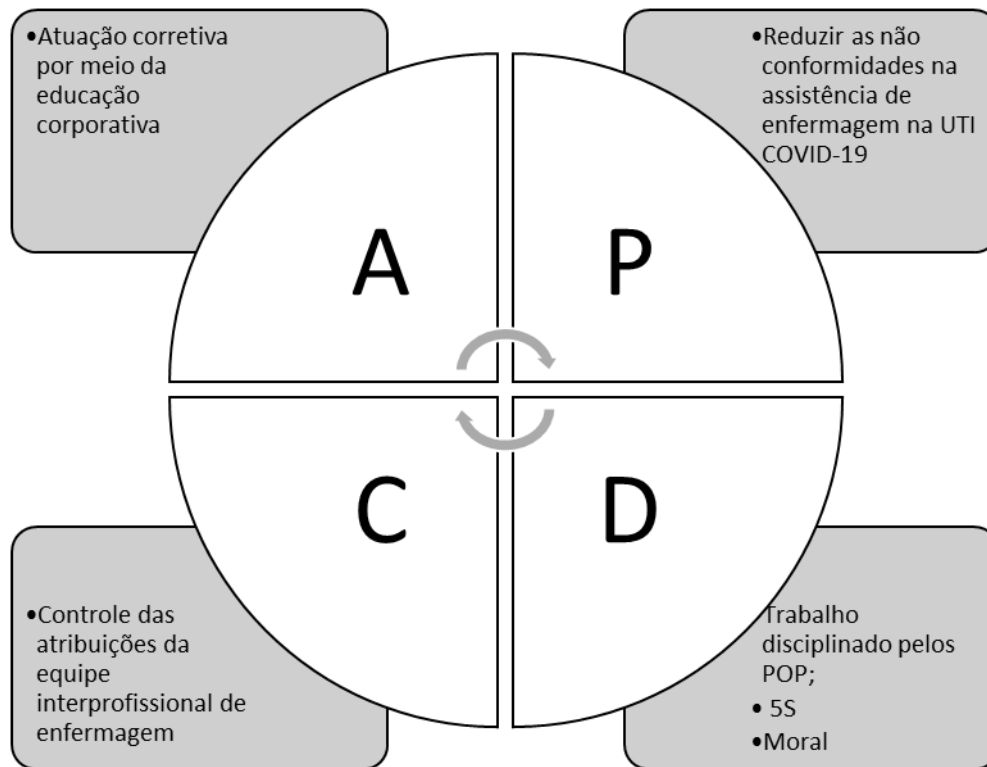 •Atuação corretiva
por meio da
educação
corporativa
•Reduzir as não
conformidades na
assistência de
enfermagem na UTI
COVID-19
A
P
C
D
•Controle das
atribuições da
equipe
interprofissional de
enfermagem
Trabalho
disciplinado pelos
POP;
• 5S
•Moral